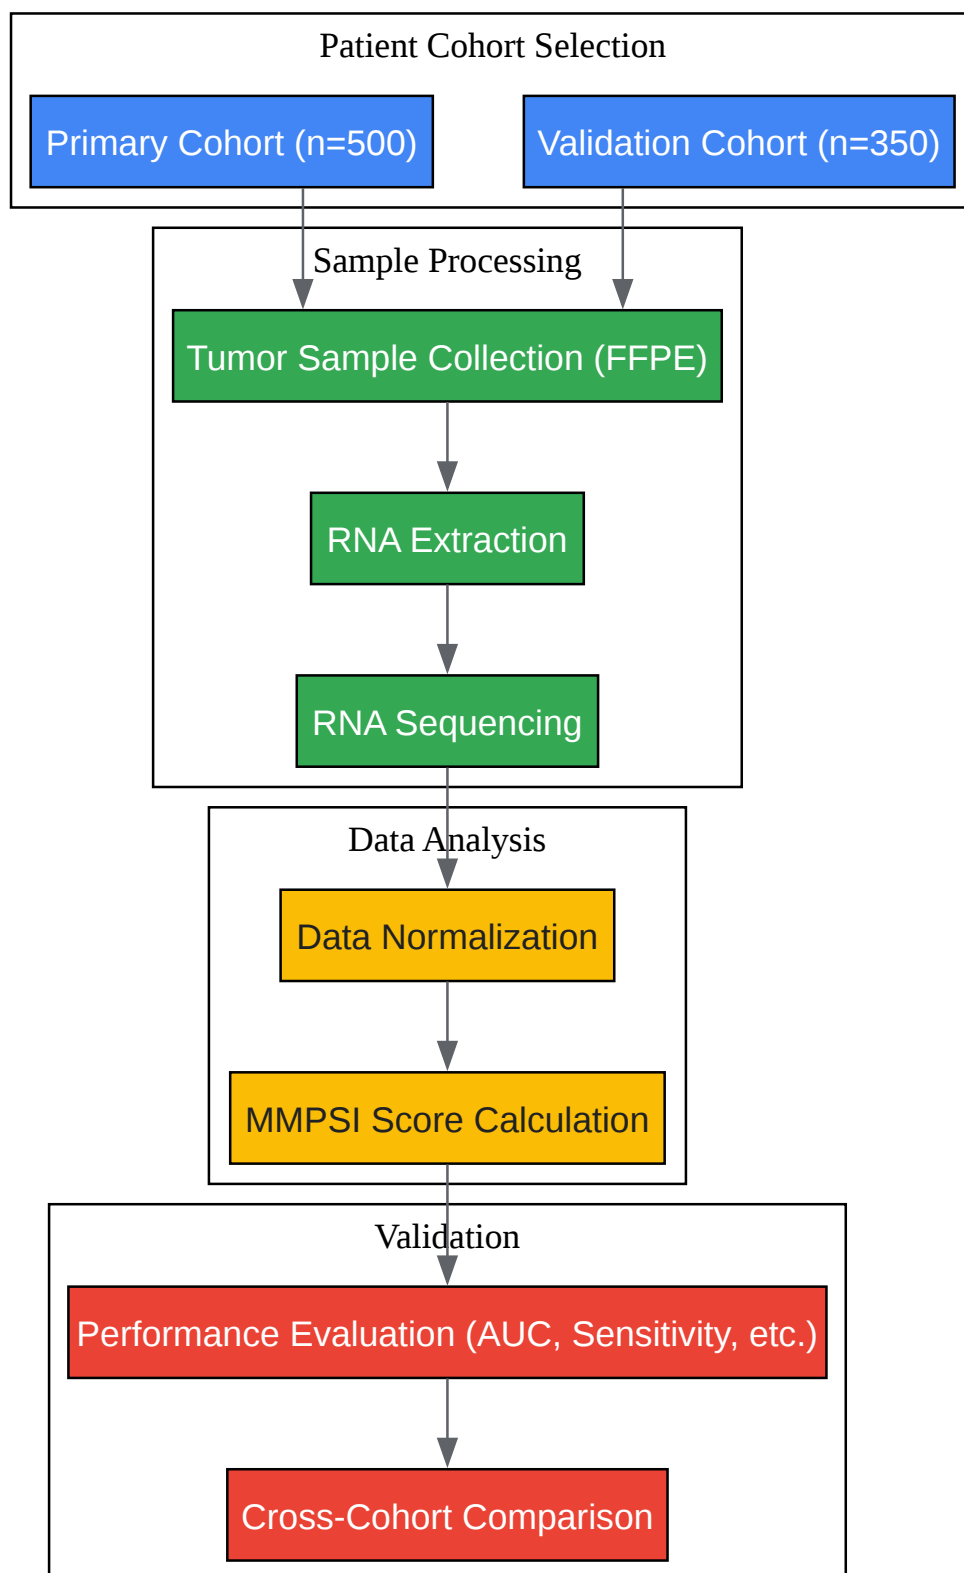 Patient Cohort Selection
Primary Cohort (n=500)
Validation Cohort (n=350)
Sample Processing
Tumor Sample Collection (FFPE)
RNA Extraction
RNA Sequencing
Data Analysis
Data Normalization
MMPSI Score Calculation
Validation
Performance Evaluation (AUC, Sensitivity, etc.)
Cross-Cohort Comparison